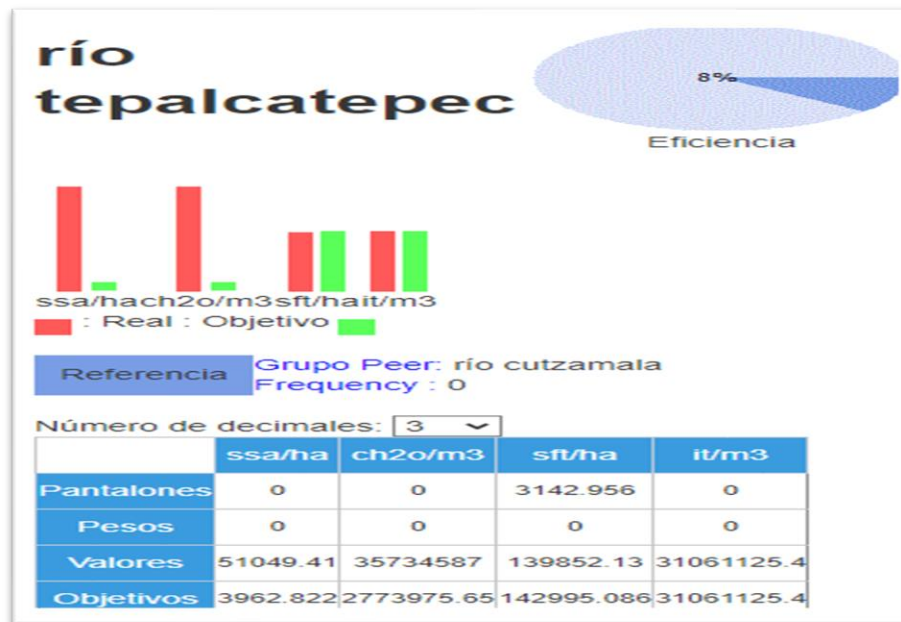 río
tepalcatepec
8%
Eficiencia
ssa/hach2o/m3sft/hait/m3
: Real : Objetivo
Referencia
Grupo Peer: río cutzamala
Frequency : 0
Número de decimales: 3
ssa/ha ch2o/m3 sft/ha it/m3
Pantalones 0 0 3142.956 0
Pesos 0 0 0 0
Valores 51049.41 35734587 139852.13 31061125.4
Objetivos 3962.822 2773975.65 142995.086 31061125.4